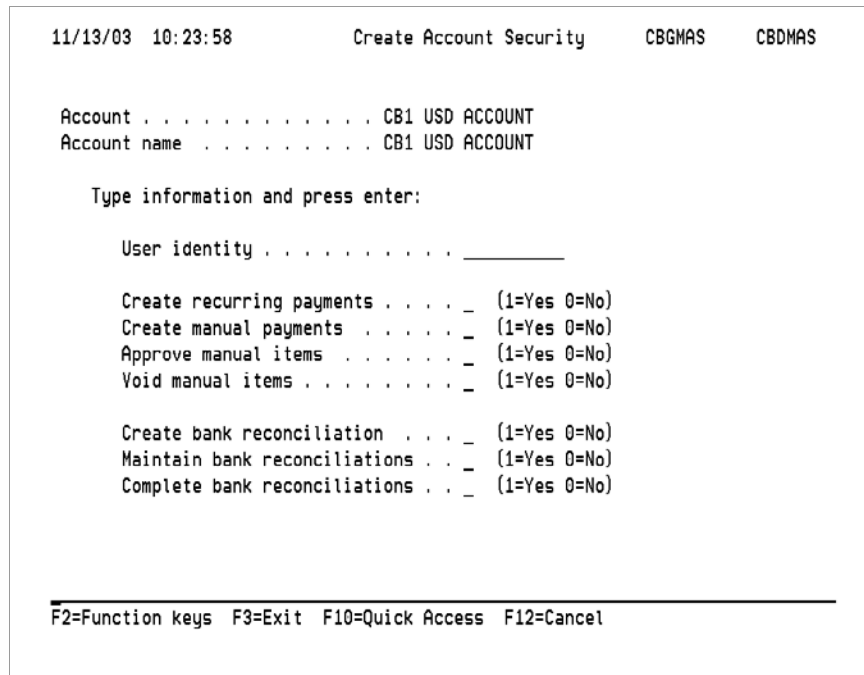 11/13/03 10:23:58 Create Account Security CBGMAS CBDMAS
Account . . . . . . . . . . . . CB1 USD ACCOUNT
Account name . . . . . . . . . CB1 USD ACCOUNT
Type information and press enter:
User identity . . . . . . . . . . __________
Create recurring payments . . . . _ (1=Yes 0=No)
Create manual payments . . . . . _ (1=Yes 0=No)
Approve manual items . . . . . . _ (1=Yes 0=No)
Void manual items . . . . . . . . _ (1=Yes 0=No)
Create bank reconciliation . . . _ (1=Yes 0=No)
Maintain bank reconciliations . . _ (1=Yes 0=No)
Complete bank reconciliations . . _ (1=Yes 0=No)
F2=Function keys F3=Exit F10=Quick Access F12=Cancel